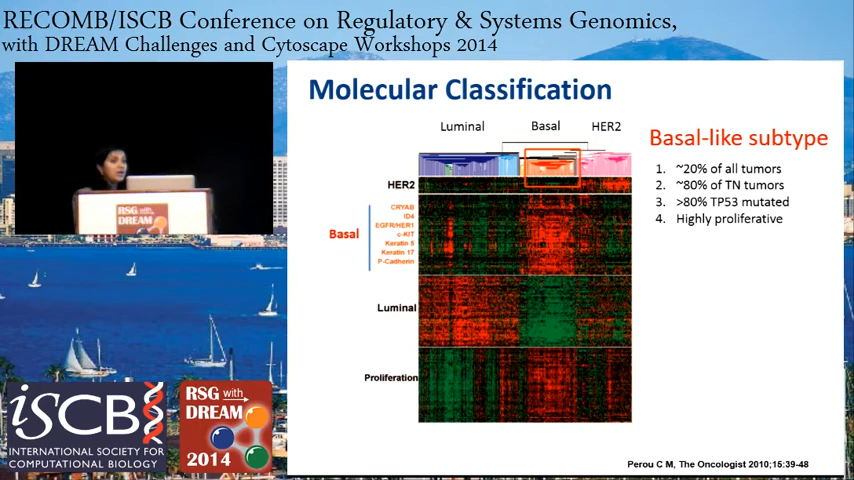 RECOMB/ISCB Conference on Regulatory & Systems Genomics,
with DREAM Challenges and Cytoscape Workshops 2014
RSG with
DREAM
Molecular Classification
Luminal
Basal
HER2
HER2
Basal
CRYAB
ID4
EGFR/HER1
c-KIT
Keratin 5
Keratin 17
P-Cadherin
Luminal
Proliferation
Basal-like subtype
1. ~20% of all tumors
2. ~80% of TN tumors
3. >80% TP53 mutated
4. Highly proliferative
Perou C M, The Oncologist 2010;15:39-48
iSCB
INTERNATIONAL SOCIETY FOR
COMPUTATIONAL BIOLOGY
RSG with
DREAM
2014